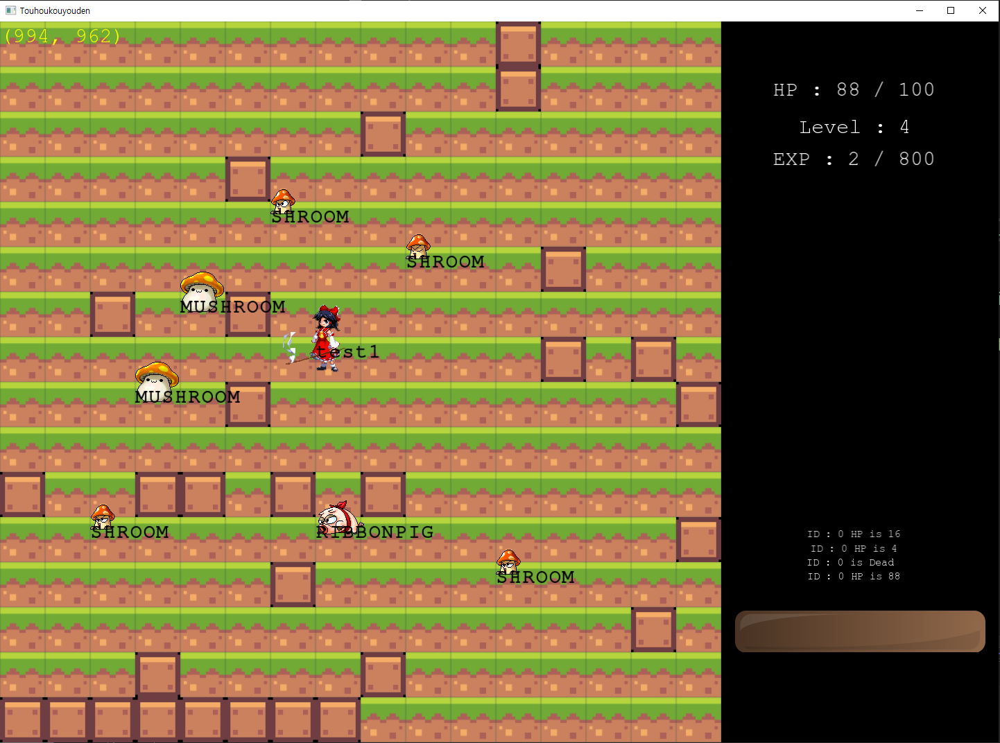 Touhoukouyouden
(994, 962)
HP : 88 / 100
Level : 4
EXP : 2 / 800
SHROOM
SHROOM
MUSHROOM
test1
MUSHROOM
SHROOM
RIBBONPIG
SHROOM
ID : 0 HP is 16
ID : 0 HP is 4
ID : 0 is Dead
ID : 0 HP is 88